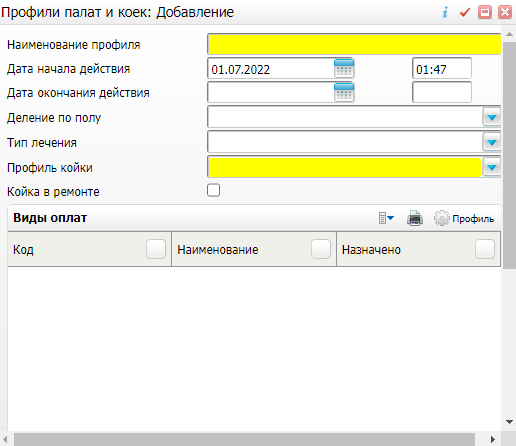 Профили палат и коек: Добавление
Наименование профиля
Дата начала действия 01.07.2022 01:47
Дата окончания действия
Деление по полу
Тип лечения
Профиль койки
Койка в ремонте
Виды оплат Профиль
Код Наименование Назначено